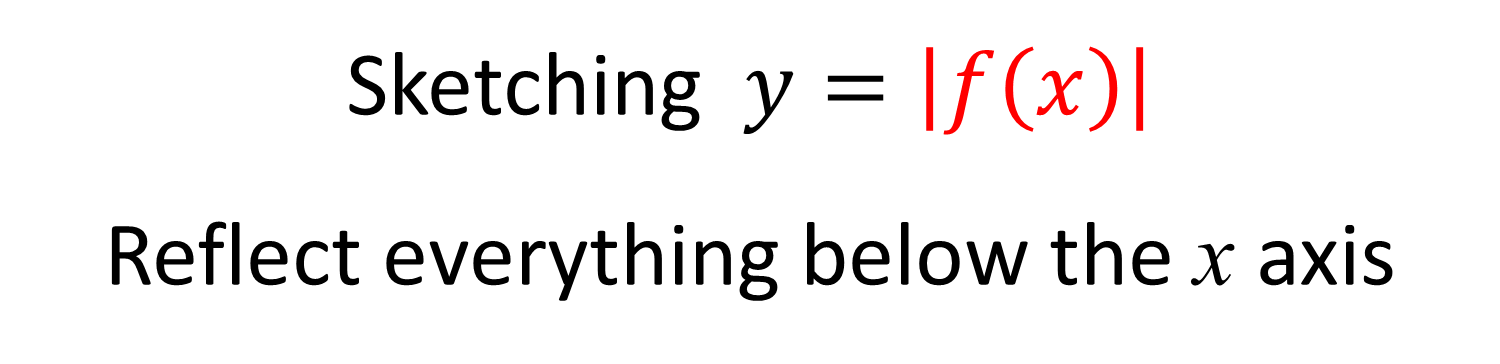 Sketching y = |f(x)|
Reflect everything below the x axis